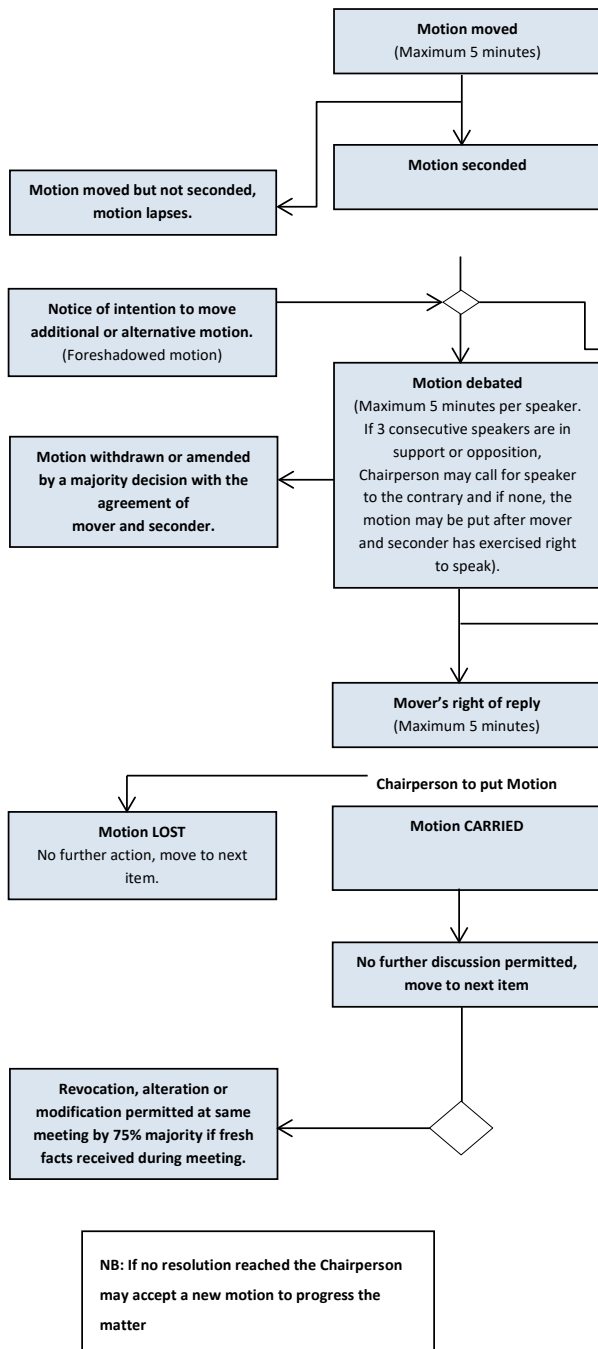 Motion moved
(Maximum 5 minutes)
Motion seconded
Motion moved but not seconded,
motion lapses.
Notice of intention to move
additional or alternative motion.
(Foreshadowed motion)
Motion debated
(Maximum 5 minutes per speaker.
If 3 consecutive speakers are in
support or opposition,
Chairperson may call for speaker
to the contrary and if none, the
motion may be put after mover
and seconder has exercised right
to speak).
Motion withdrawn or amended
by a majority decision with the
agreement of
mover and seconder.
Mover’s right of reply
(Maximum 5 minutes)
Chairperson to put Motion
Motion LOST
No further action, move to next
item.
Motion CARRIED
No further discussion permitted,
move to next item
Revocation, alteration or
modification permitted at same
meeting by 75% majority if fresh
facts received during meeting.
NB: If no resolution reached the Chairperson
may accept a new motion to progress the
matter